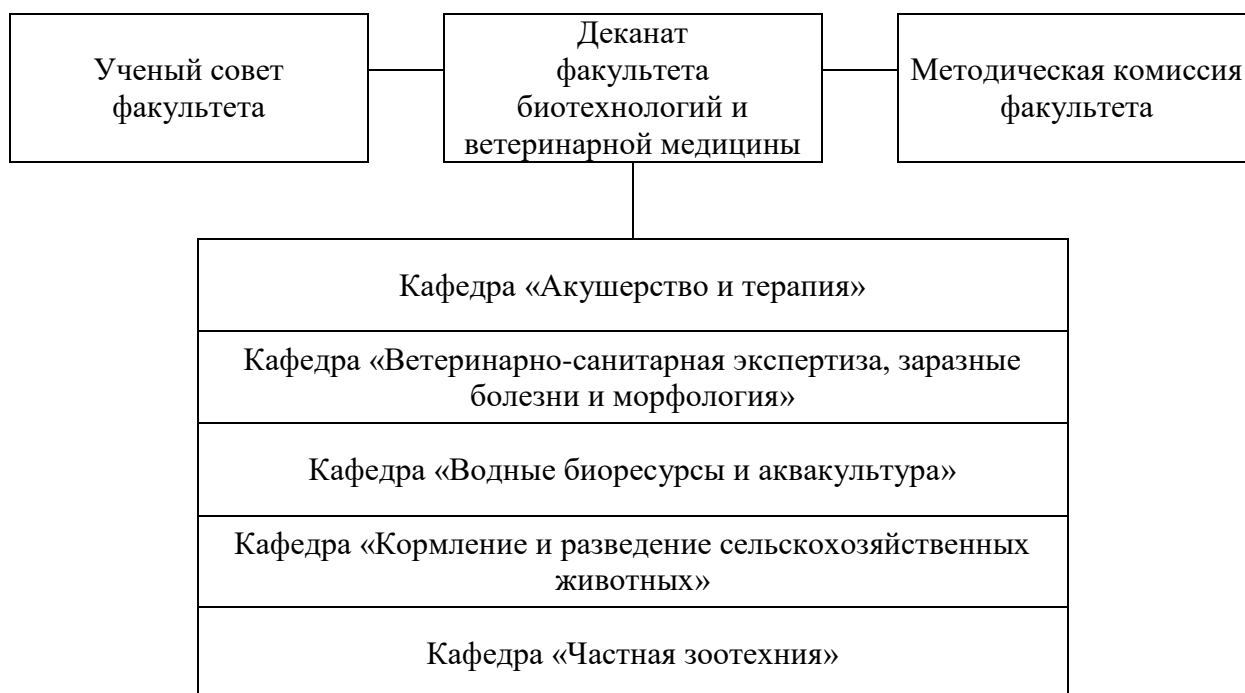 Ученый совет
факультета
Деканат
факультета
биотехнологий и
ветеринарной медицины
Методическая комиссия
факультета
Кафедра «Акушерство и терапия»
Кафедра «Ветеринарно-санитарная экспертиза, заразные
болезни и морфология»
Кафедра «Водные биоресурсы и аквакультура»
Кафедра «Кормление и разведение сельскохозяйственных
животных»
Кафедра «Частная зоотехния»